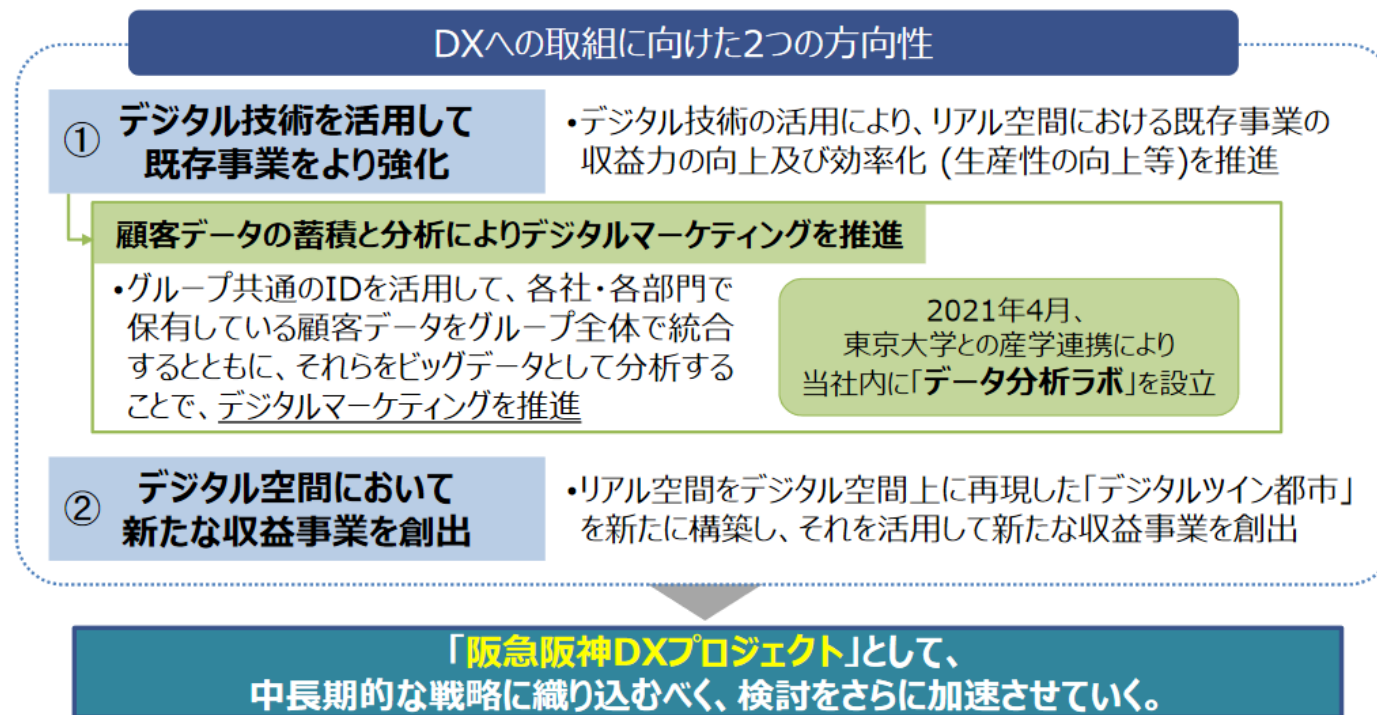 DXへの取組に向けた2つの方向性
① デジタル技術を活用して
既存事業をより強化
•デジタル技術の活用により、リアル空間における既存事業の
収益力の向上及び効率化 (生産性の向上等)を推進
顧客データの蓄積と分析によりデジタルマーケティングを推進
•グループ共通のIDを活用して、各社・各部門で
保有している顧客データをグループ全体で統合
するとともに、それらをビッグデータとして分析する
ことで、デジタルマーケティングを推進
2021年4月、
東京大学との産学連携により
当社内に「データ分析ラボ」を設立
② デジタル空間において
新たな収益事業を創出
•リアル空間をデジタル空間上に再現した「デジタルツイン都市」
を新たに構築し、それを活用して新たな収益事業を創出
「阪急阪神DXプロジェクト」として、
中長期的な戦略に織り込むべく、検討をさらに加速させていく。